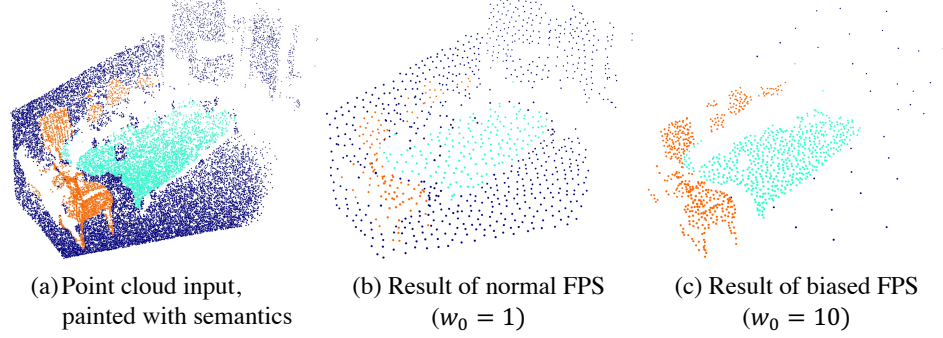 (a) Point cloud input,
painted with semantics
(b) Result of normal FPS
(w₀ = 1)
(c) Result of biased FPS
(w₀ = 10)